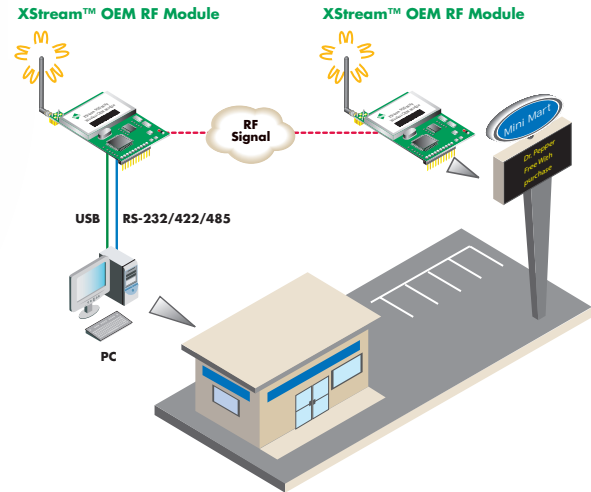 XStream™ OEM RF Module
XStream™ OEM RF Module
RF
Signal
Mini Mart
Dr. Pepper
Free With
purchase
USB
RS-232/422/485
PC